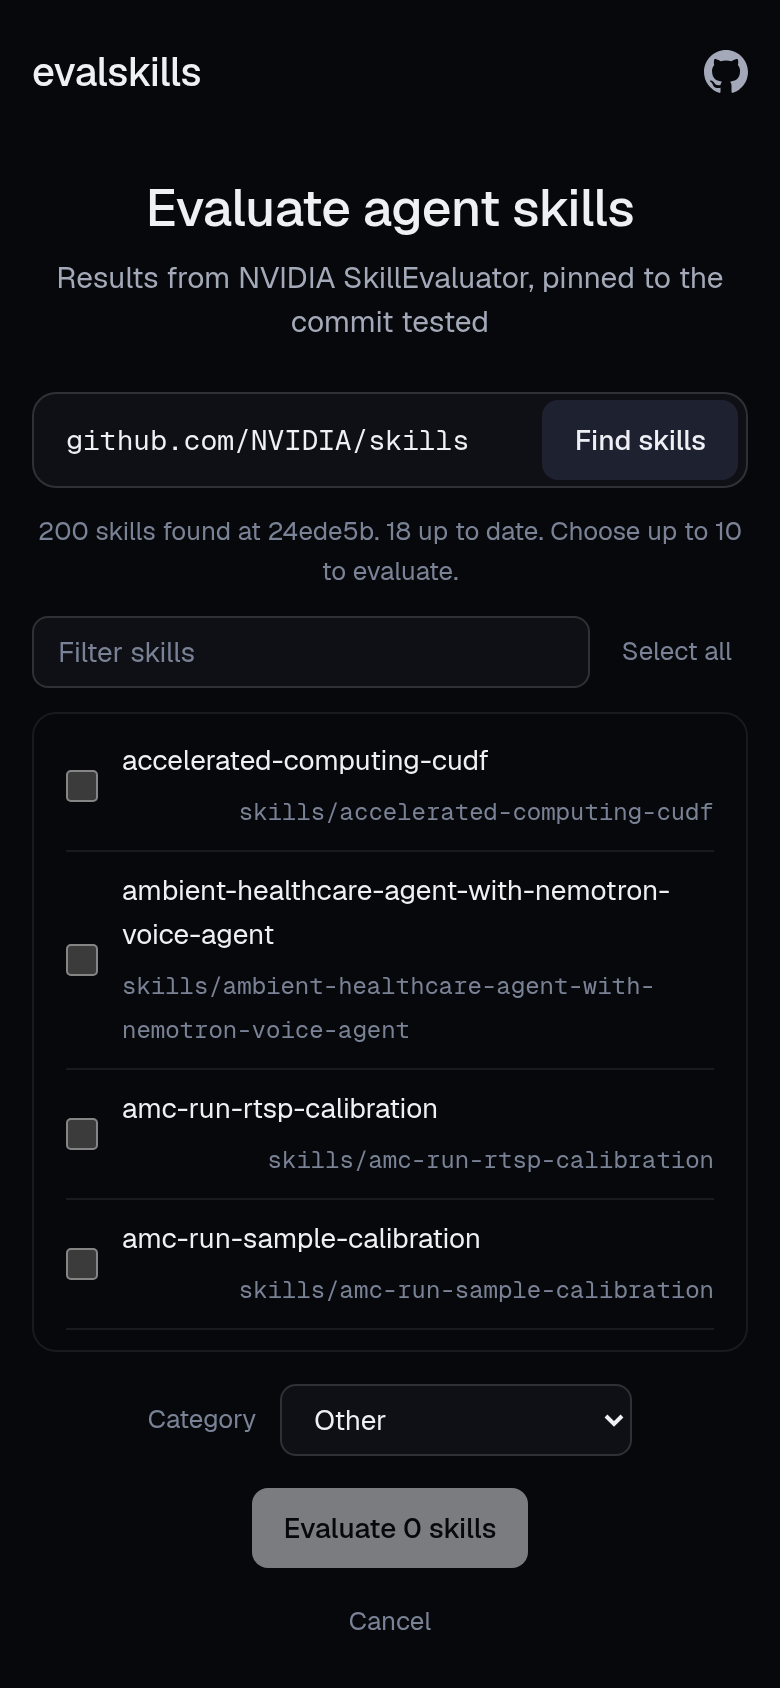 evalskills
Evaluate agent skills
Results from NVIDIA SkillEvaluator, pinned to the
commit tested
github.com/NVIDIA/skills
Find skills
200 skills found at 24ede5b. 18 up to date. Choose up to 10
to evaluate.
Filter skills
Select all
accelerated-computing-cudf
skills/accelerated-computing-cudf
ambient-healthcare-agent-with-nemotron-
voice-agent
skills/ambient-healthcare-agent-with-
nemotron-voice-agent
amc-run-rtsp-calibration
skills/amc-run-rtsp-calibration
amc-run-sample-calibration
skills/amc-run-sample-calibration
Category
Other
Evaluate 0 skills
Cancel